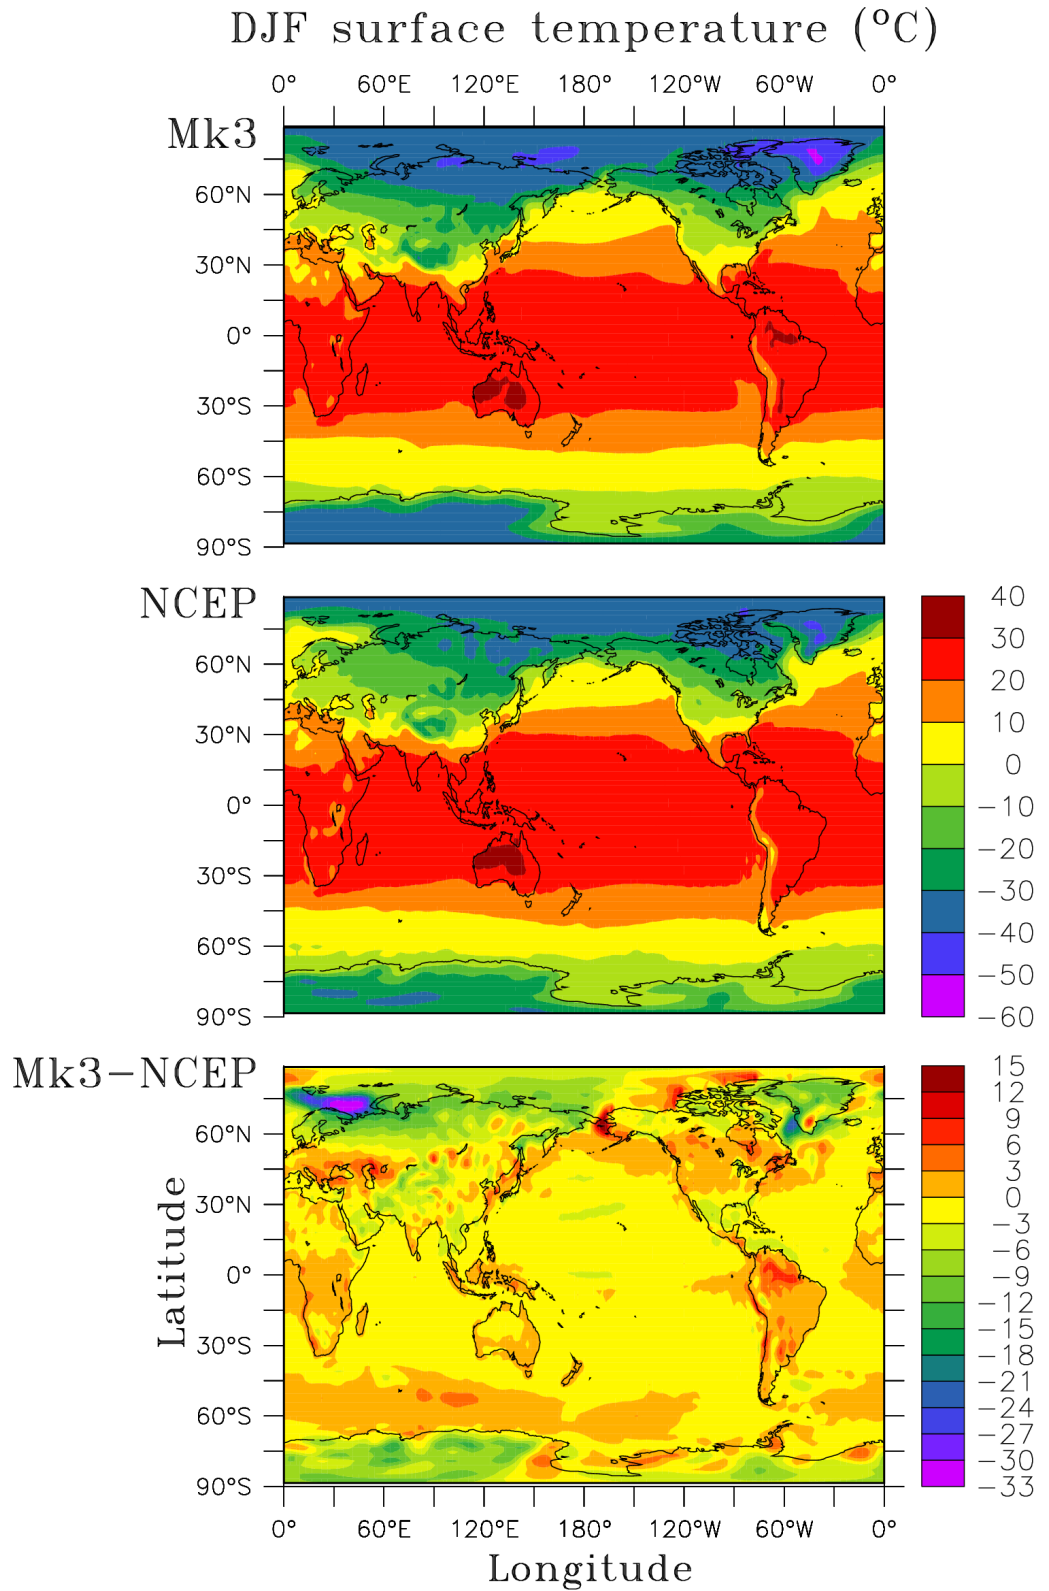 DJF surface temperature (°C)
0° 60°E 120°E 180° 120°W 60°W 0°
Mk3
60°N
30°N
0°
30°S
60°S
90°S
NCEP
60°N
30°N
0°
30°S
60°S
90°S
40
30
20
10
0
−10
−20
−30
−40
−50
−60
Mk3−NCEP
60°N
30°N
0°
30°S
60°S
90°S
Latitude
15
12
9
6
3
0
−3
−6
−9
−12
−15
−18
−21
−24
−27
−30
−33
0° 60°E 120°E 180° 120°W 60°W 0°
Longitude